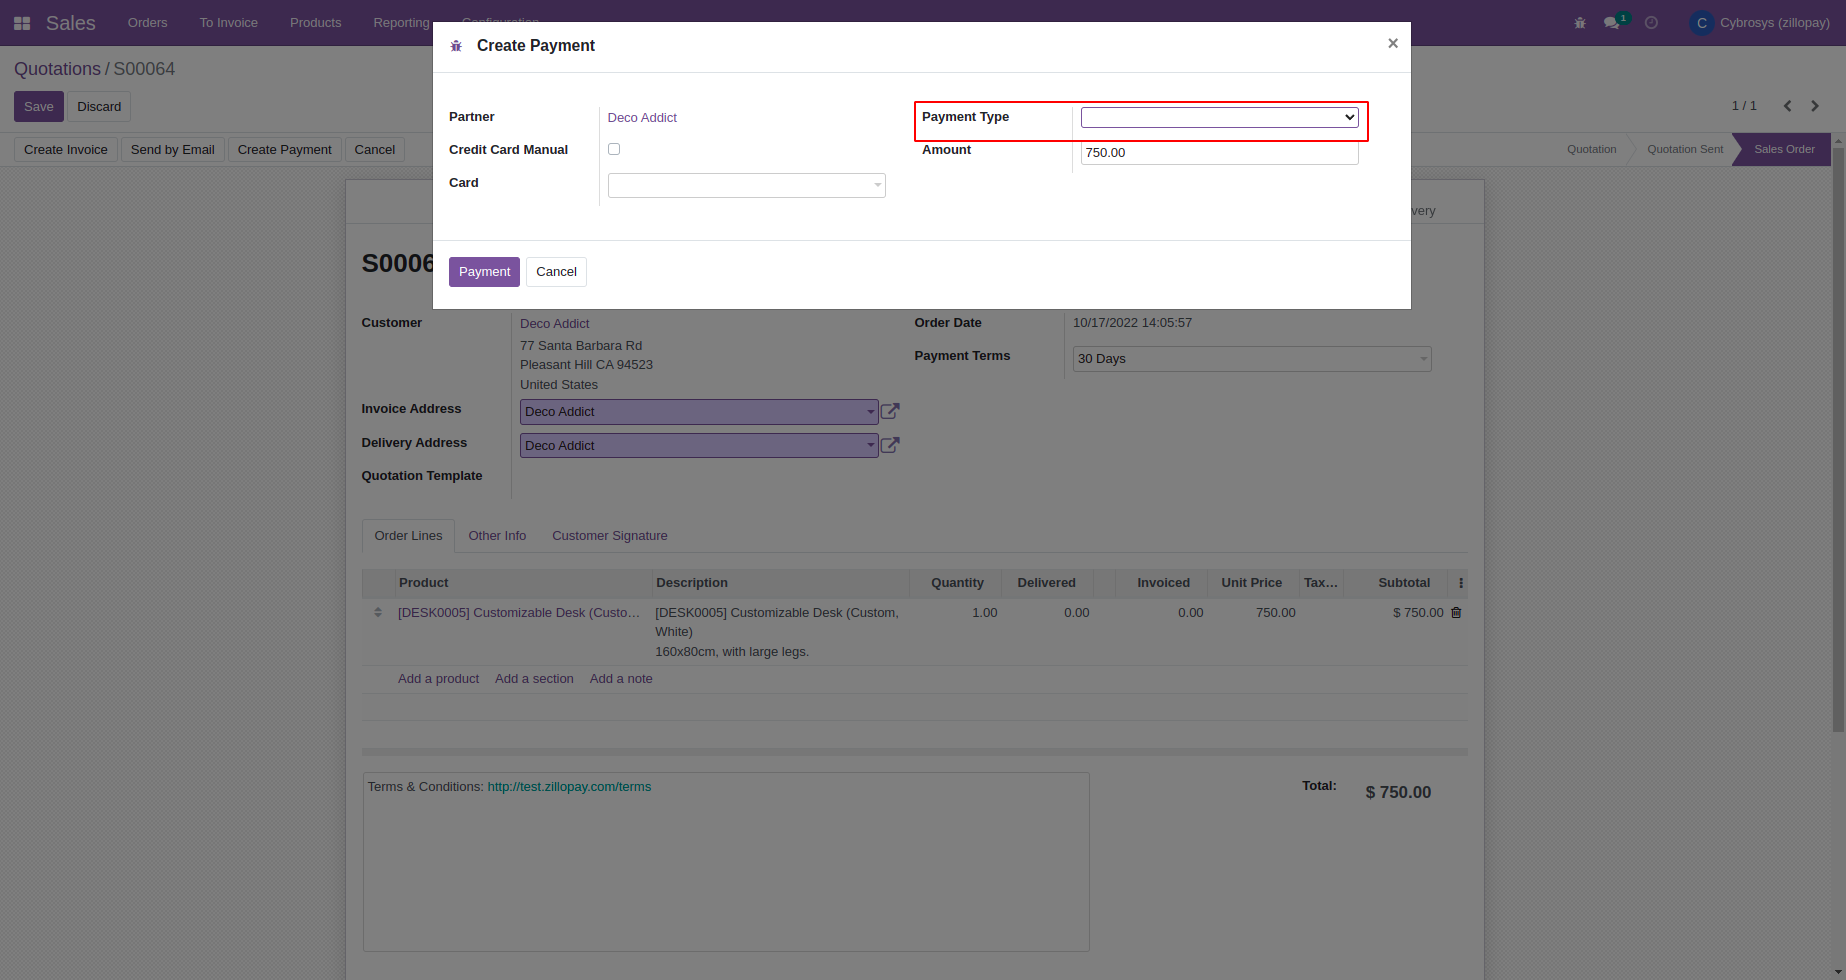 Sales Orders To Invoice Products Reporting Configuration 1 C Cybrosys (zillopay)
Create Payment ×
Quotations / S00064
Save Discard 1 / 1
Partner Deco Addict Payment Type
Credit Card Manual Amount 750.00
Card
Create Invoice Send by Email Create Payment Cancel Quotation Quotation Sent Sales Order
very
Payment Cancel
S0006
Customer Deco Addict Order Date 10/17/2022 14:05:57
77 Santa Barbara Rd
Pleasant Hill CA 94523 Payment Terms 30 Days
United States
Invoice Address Deco Addict
Delivery Address Deco Addict
Quotation Template
Order Lines Other Info Customer Signature
Product Description Quantity Delivered Invoiced Unit Price Tax... Subtotal
[DESK0005] Customizable Desk (Custo... [DESK0005] Customizable Desk (Custom, 1.00 0.00 0.00 750.00 $ 750.00
White)
160x80cm, with large legs.
Add a product Add a section Add a note
Terms & Conditions: http://test.zillopay.com/terms Total: $ 750.00